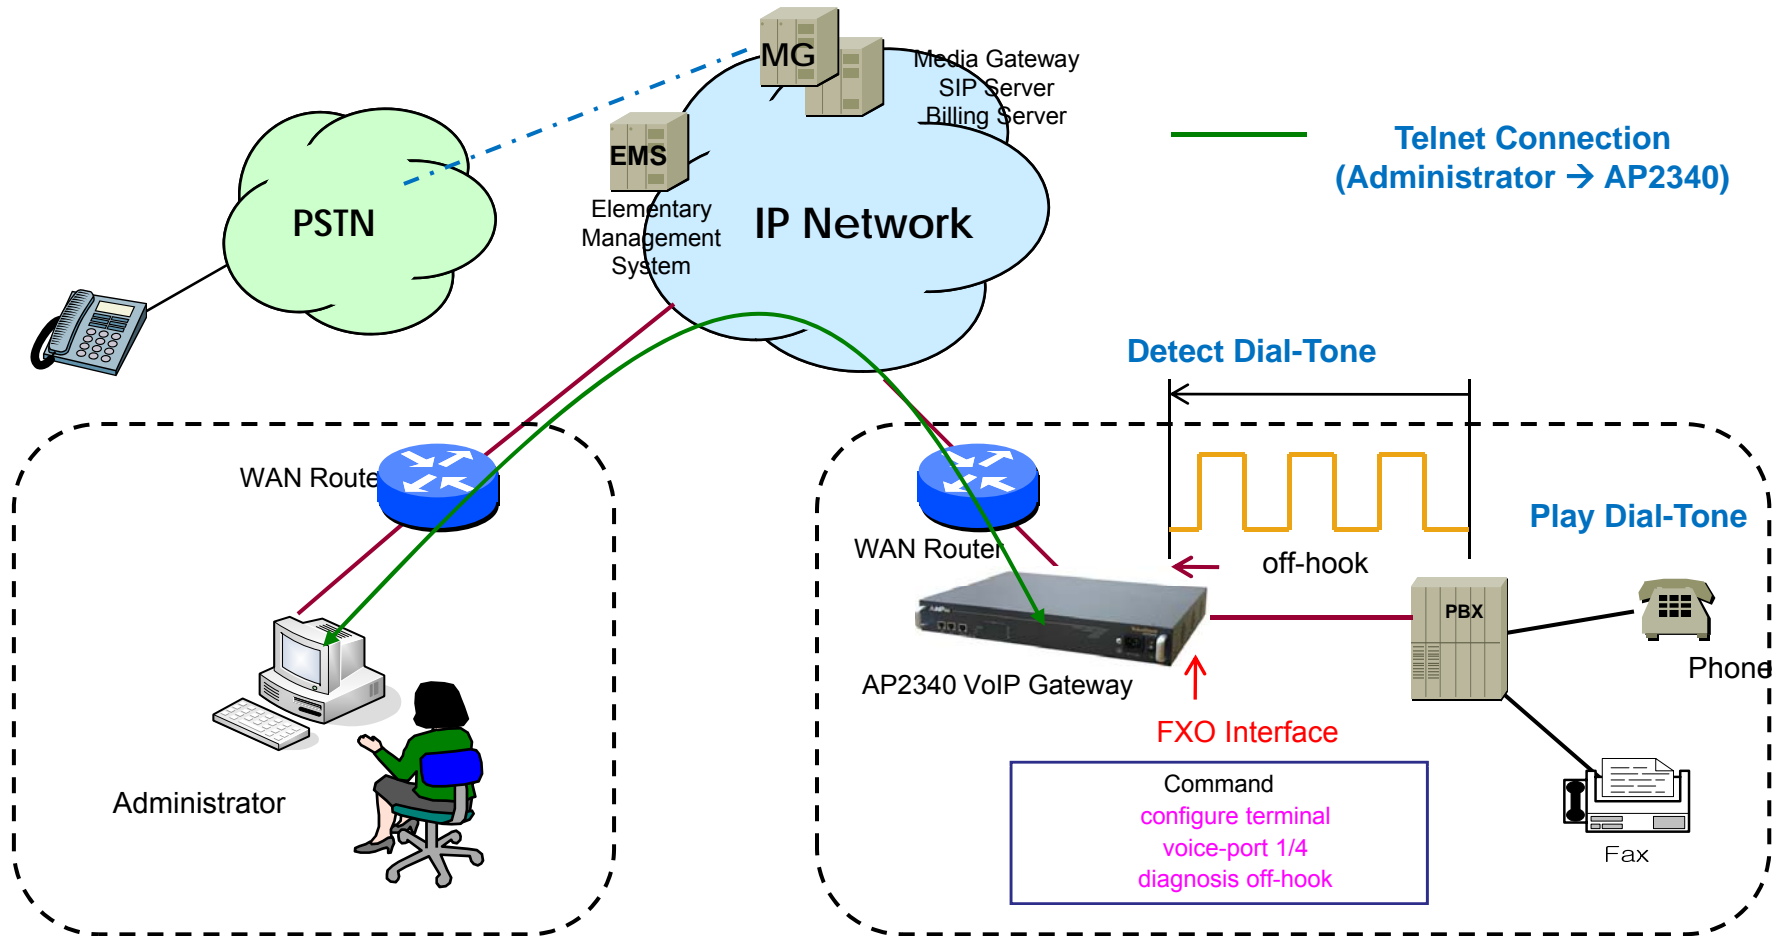 MG
Media Gateway
SIP Server
Billing Server
EMS
Elementary
Management
System
PSTN
IP Network
Telnet Connection
(Administrator → AP2340)
Detect Dial-Tone
WAN Router
WAN Router
Play Dial-Tone
off-hook
PBX
Phone
AP2340 VoIP Gateway
FXO Interface
Administrator
Command
configure terminal
voice-port 1/4
diagnosis off-hook
Fax